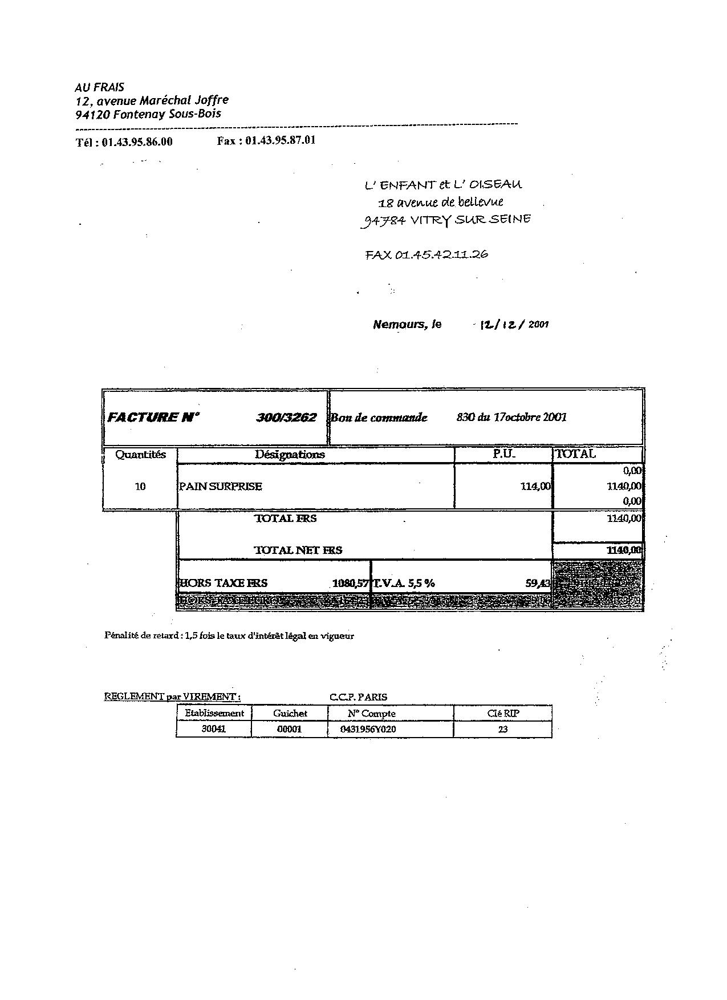 AU FRAIS
12, avenue Maréchal Joffre
94120 Fontenay Sous-Bois
Tél : 01.43.95.86.00 Fax : 01.43.95.87.01
L' ENFANT et L' OISEAU
18 avenue de bellevue
94784 VITRY SUR SEINE
FAX 01.45.42.11.26
Nemours, le 12/12/2001
FACTURE N° 300/3262 Bon de commande 830 du 17octobre 2001
Quantités Désignations P.U. TOTAL
0,00
10 PAIN SURPRISE 114,00 1140,00
0,00
TOTAL FRS 1140,00
TOTAL NET FRS 1140,00
HORS TAXE FRS 1080,57 T.V.A. 5,5 % 59,43
Pénalité de retard : 1,5 fois le taux d'intérêt légal en vigueur
REGLEMENT par VIREMENT : C.C.P. PARIS
Etablissement Guichet N° Compte Clé RIP
30041 00001 0431956Y020 23